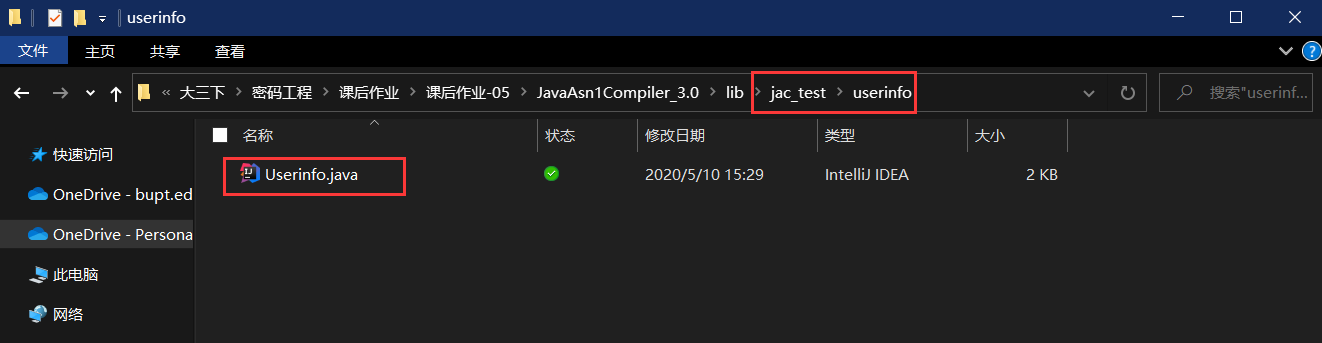 userinfo
文件 主页 共享 查看
« 大三下 > 密码工程 > 课后作业 > 课后作业-05 > JavaAsn1Compiler_3.0 > lib > jac_test > userinfo 搜索"userinf...
名称 状态 修改日期 类型 大小
快速访问
Userinfo.java 2020/5/10 15:29 IntelliJ IDEA 2 KB
OneDrive - bupt.ed
OneDrive - Persona
此电脑
网络